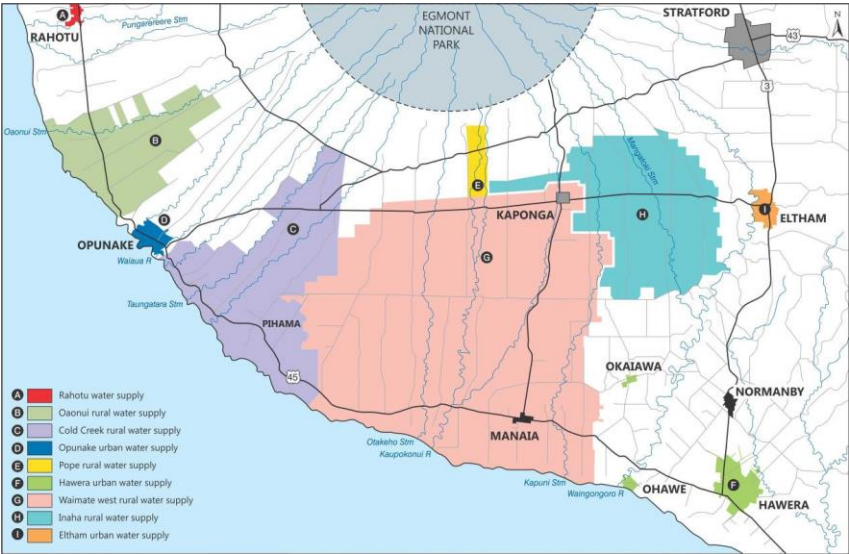 EGMONT
NATIONAL
PARK
STRATFORD
N
43
3
A
RAHOTU
Pungarereere Stm
Oaonui Stm
B
D
OPUNAKE
Waiaua R
C
E
KAPONGA
Mangatoki Stm
H
I
ELTHAM
G
Taungatara Stm
PIHAMA
45
OKAIAWA
NORMANBY
MANAIA
Otakeho Stm
Kaupokonui R
Kapuni Stm
Waingongoro R
OHAWE
F
HAWERA
A Rahotu water supply
B Oaonui rural water supply
C Cold Creek rural water supply
D Opunake urban water supply
E Pope rural water supply
F Hawera urban water supply
G Waimate west rural water supply
H Inaha rural water supply
I Eltham urban water supply